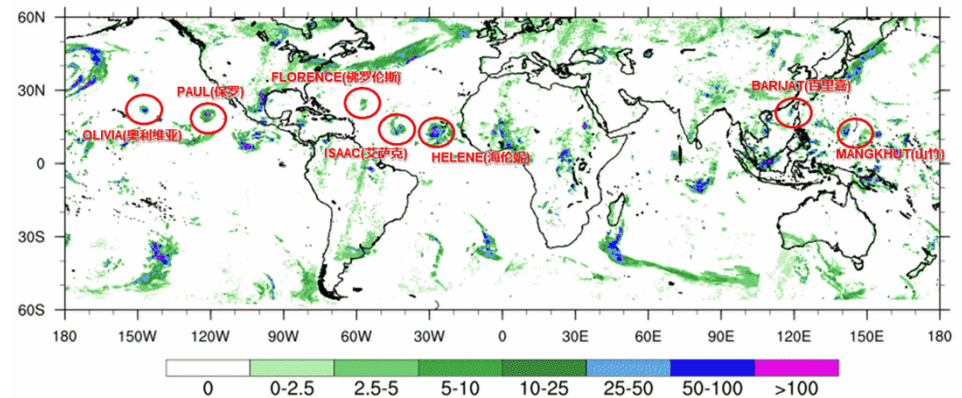 60N
30N
0
30S
60S
FLORENCE(佛罗伦斯)
PAUL(保罗)
BARIJAT(百里嘉)
OLIVIA(奥利维亚)
ISAAC(艾萨克)
HELENE(海伦妮)
MANGKHUT(山竹)
180 150W 120W 90W 60W 30W 0 30E 60E 90E 120E 150E 180
0 0-2.5 2.5-5 5-10 10-25 25-50 50-100 >100